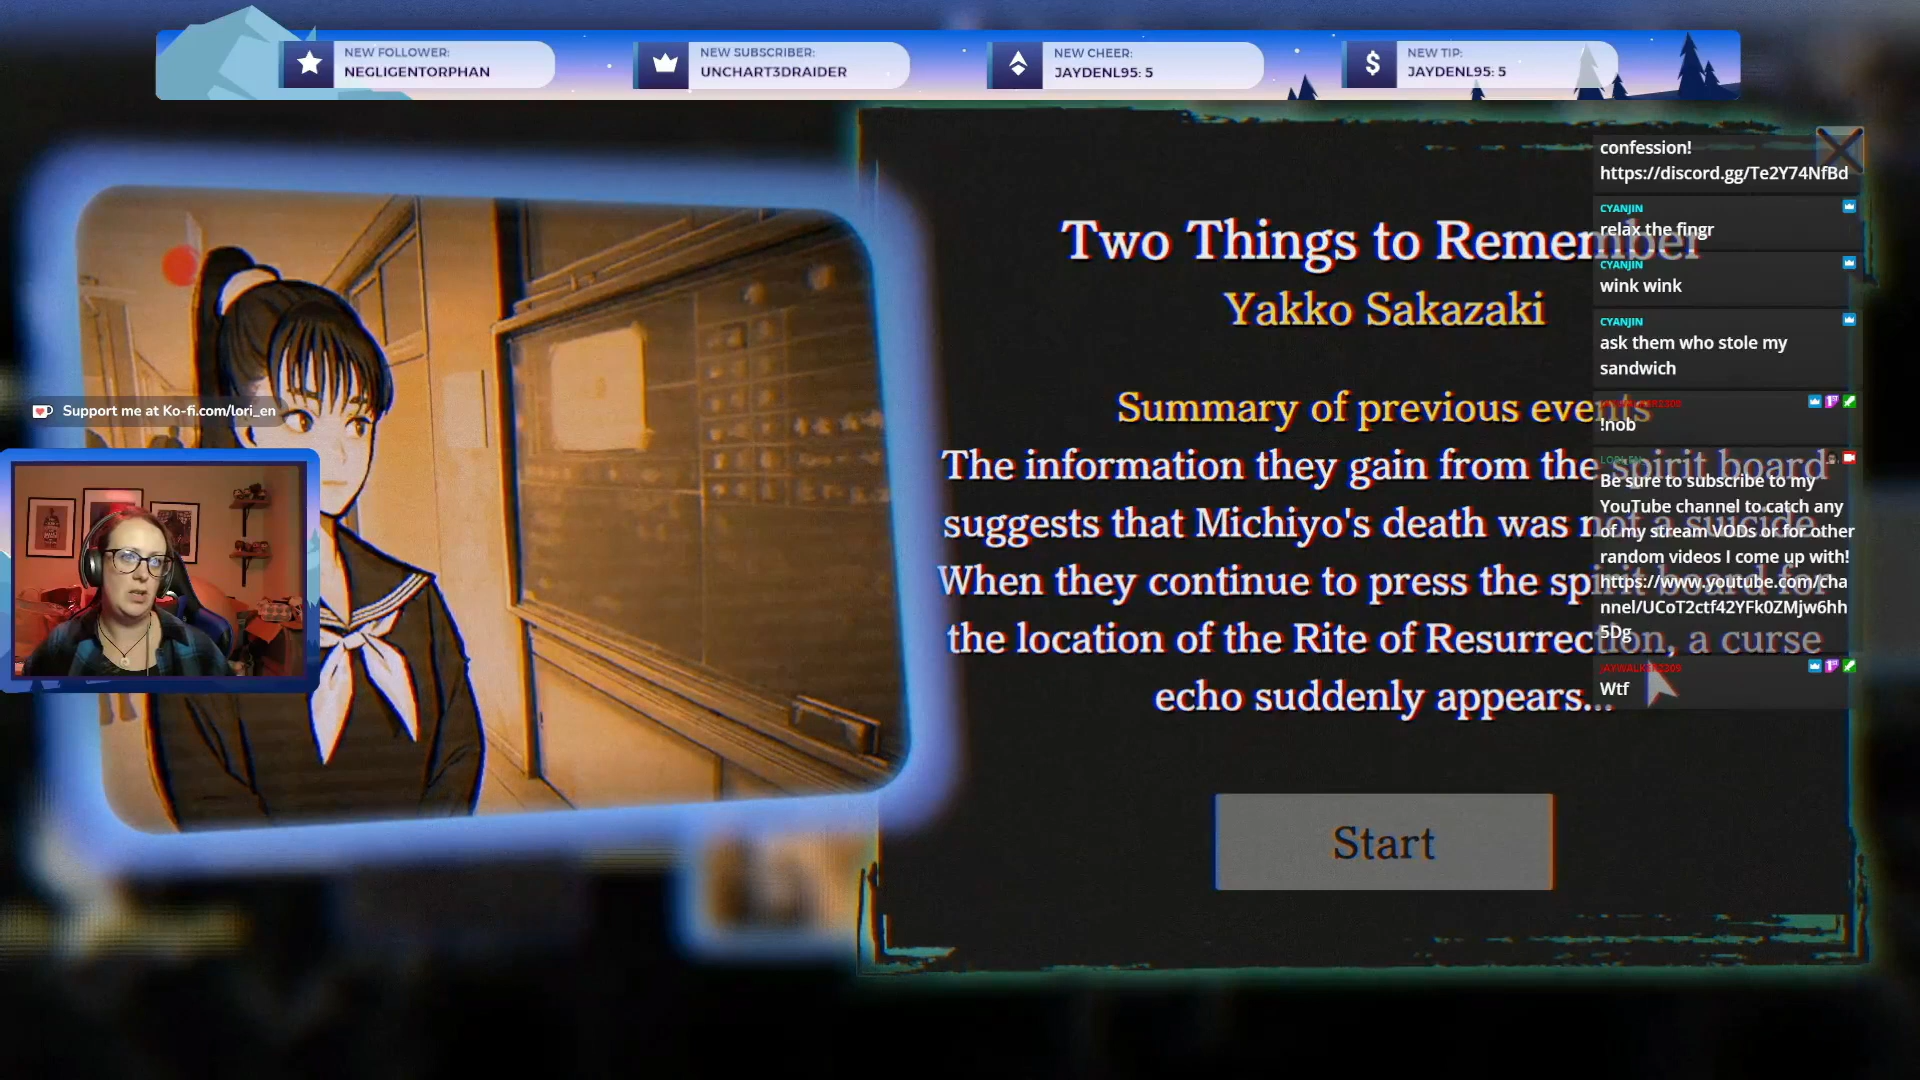 NEW FOLLOWER:
NEGLIGENTORPHAN
NEW SUBSCRIBER:
UNCHART3DRAIDER
NEW CHEER:
JAYDENL95: 5
NEW TIP:
JAYDENL95: 5
Two Things to Remember
Yakko Sakazaki
Summary of previous events
The information they gain from the spirit board
suggests that Michiyo's death was not a suicide.
When they continue to press the spirit board for
the location of the Rite of Resurrection, a curse
echo suddenly appears...
Start
Support me at Ko-fi.com/lori_en
confession!
https://discord.gg/Te2Y74NfBd
CYANJIN
relax the fingr
CYANJIN
wink wink
CYANJIN
ask them who stole my
sandwich
!nob
Be sure to subscribe to my
YouTube channel to catch any
of my stream VODs or for other
random videos I come up with!
https://www.youtube.com/cha
nnel/UCoT2ctf42YFk0ZMjw6hh
5Dg
Wtf